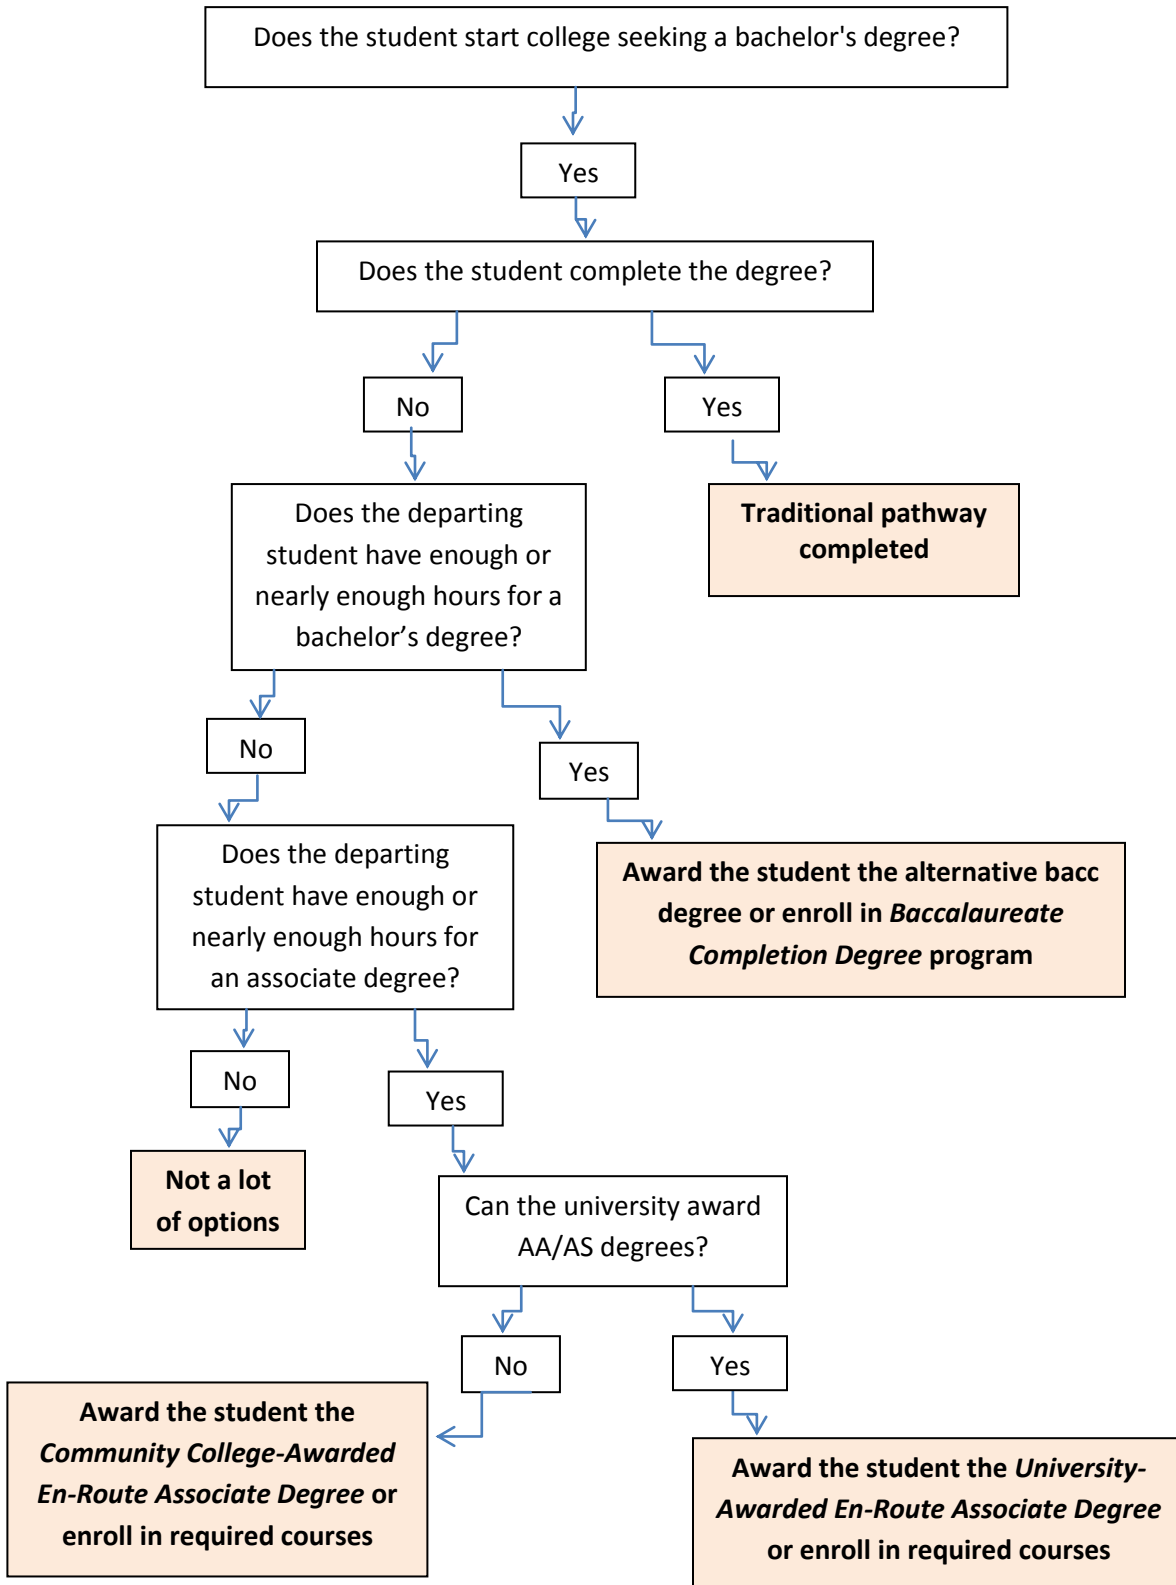 Does the student start college seeking a bachelor's degree?
Yes
Does the student complete the degree?
No
Yes
Does the departing
student have enough or
nearly enough hours for a
bachelor’s degree?
Traditional pathway
completed
No
Yes
Does the departing
student have enough or
nearly enough hours for
an associate degree?
Award the student the alternative bacc
degree or enroll in Baccalaureate
Completion Degree program
No
Yes
Not a lot
of options
Can the university award
AA/AS degrees?
No
Yes
Award the student the
Community College-Awarded
En-Route Associate Degree or
enroll in required courses
Award the student the University-
Awarded En-Route Associate Degree
or enroll in required courses